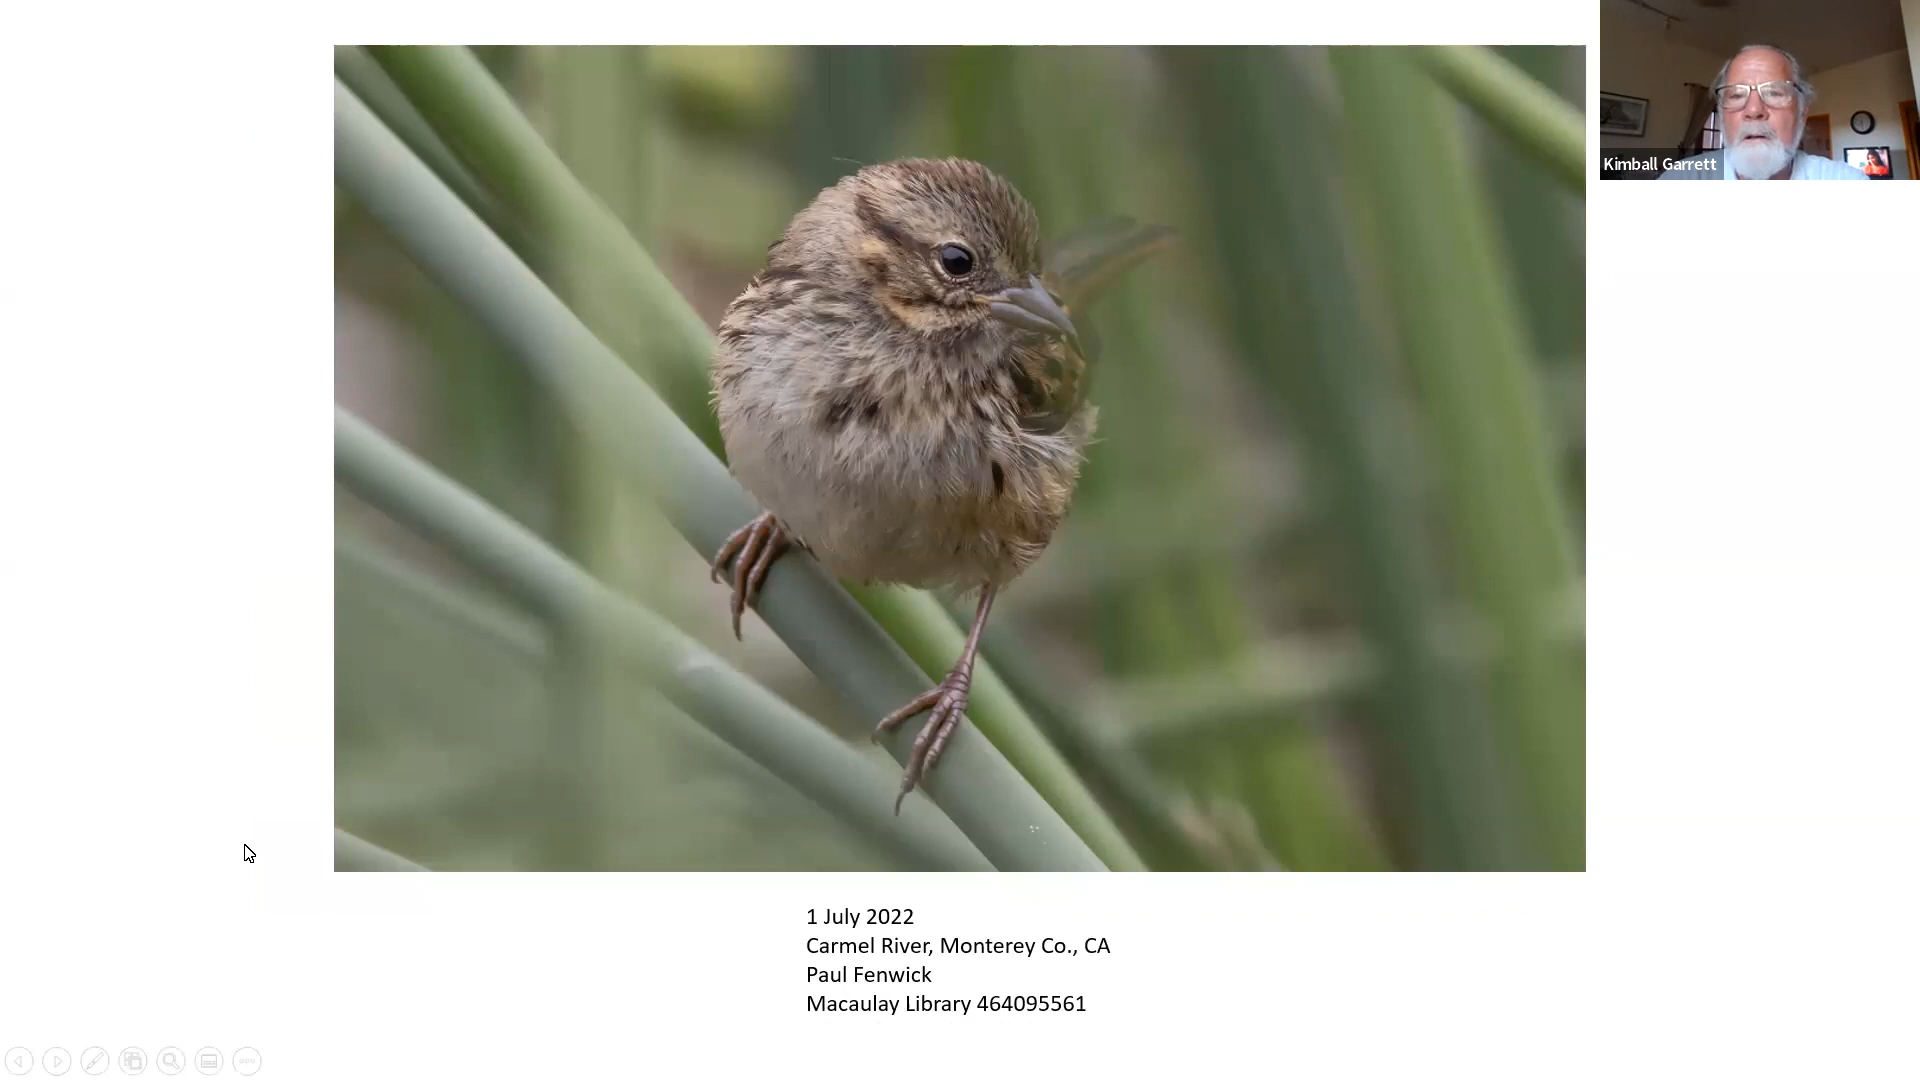 Kimball Garrett
1 July 2022
Carmel River, Monterey Co., CA
Paul Fenwick
Macaulay Library 464095561